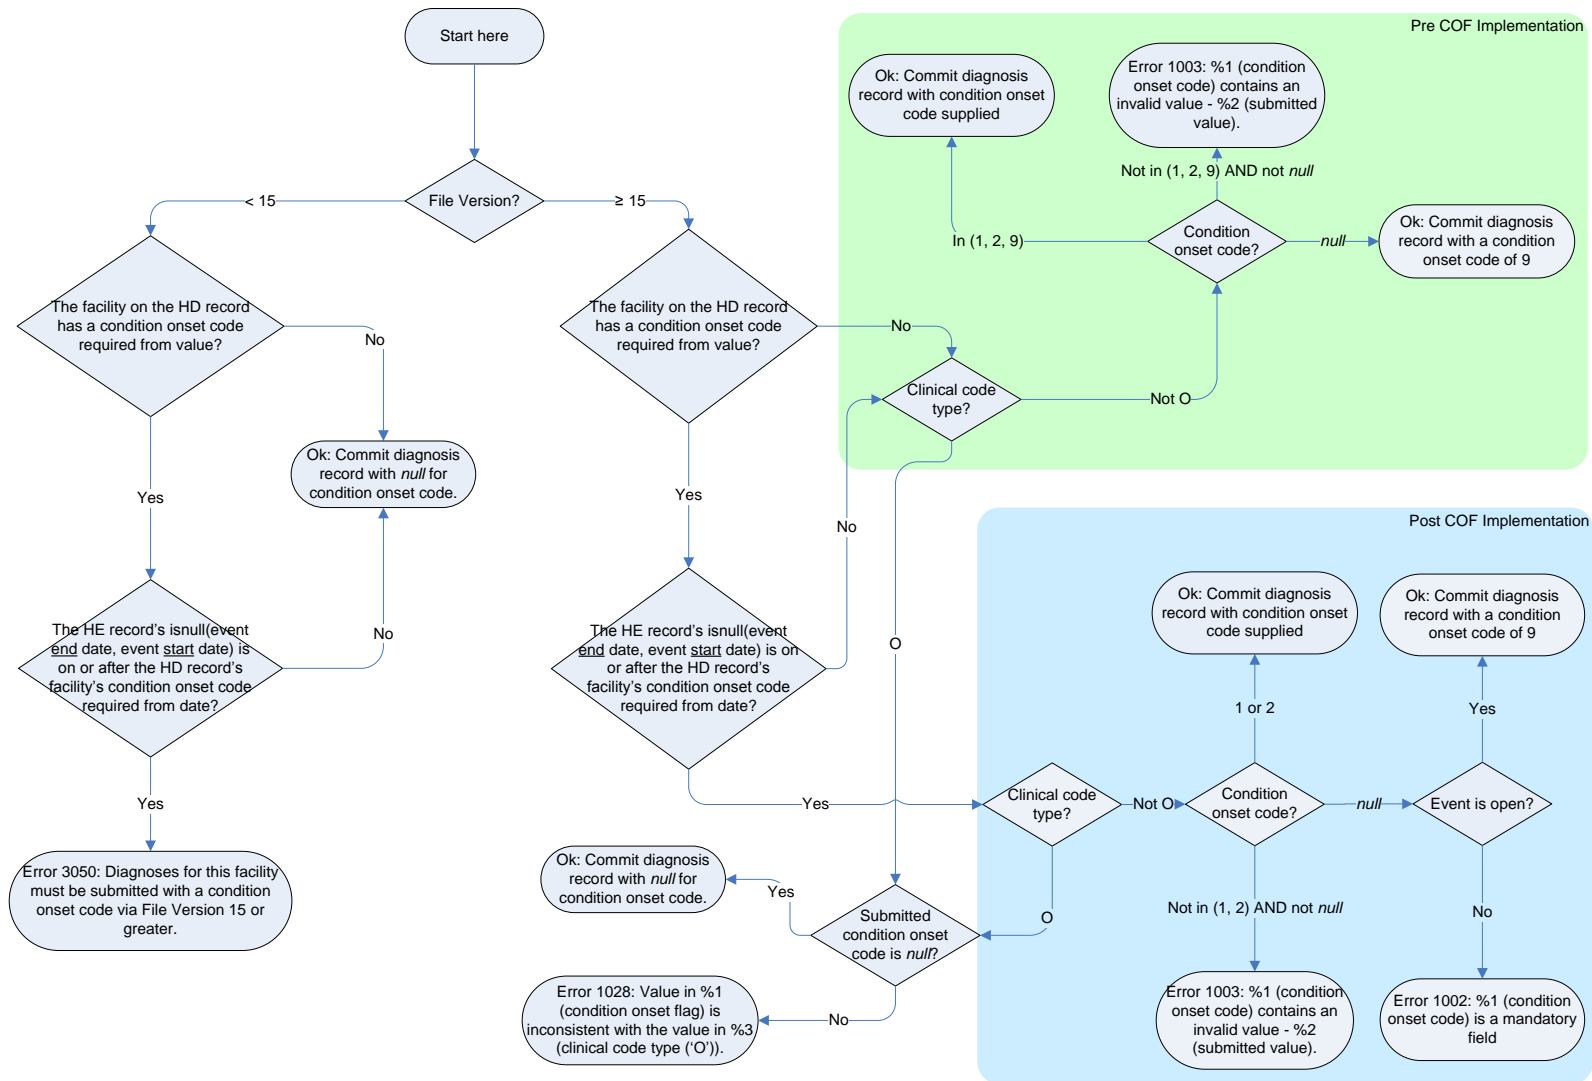 Start here
File Version?
< 15
≥ 15
The facility on the HD record
has a condition onset code
required from value?
No
Yes
Ok: Commit diagnosis
record with null for
condition onset code.
The HE record's isnull(event
end date, event start date) is
on or after the HD record's
facility's condition onset code
required from date?
No
Yes
Error 3050: Diagnoses for this facility
must be submitted with a condition
onset code via File Version 15 or
greater.
The facility on the HD record
has a condition onset code
required from value?
No
Yes
The HE record's isnull(event
end date, event start date) is on
or after the HD record's
facility's condition onset code
required from date?
No
Yes
Pre COF Implementation
Ok: Commit diagnosis
record with condition onset
code supplied
Error 1003: %1 (condition
onset code) contains an
invalid value - %2 (submitted
value).
Not in (1, 2, 9) AND not null
In (1, 2, 9)
Condition
onset code?
null
Ok: Commit diagnosis
record with a condition
onset code of 9
Clinical code
type?
Not O
O
Post COF Implementation
Ok: Commit diagnosis
record with condition onset
code supplied
Ok: Commit diagnosis
record with a condition
onset code of 9
1 or 2
Yes
Clinical code
type?
Not O
Condition
onset code?
null
Event is open?
O
Not in (1, 2) AND not null
No
Error 1003: %1 (condition
onset code) contains an
invalid value - %2
(submitted value).
Error 1002: %1 (condition
onset code) is a mandatory
field
Ok: Commit diagnosis
record with null for
condition onset code.
Yes
Submitted
condition onset
code is null?
No
Error 1028: Value in %1
(condition onset flag) is
inconsistent with the value in %3
(clinical code type ('O')).